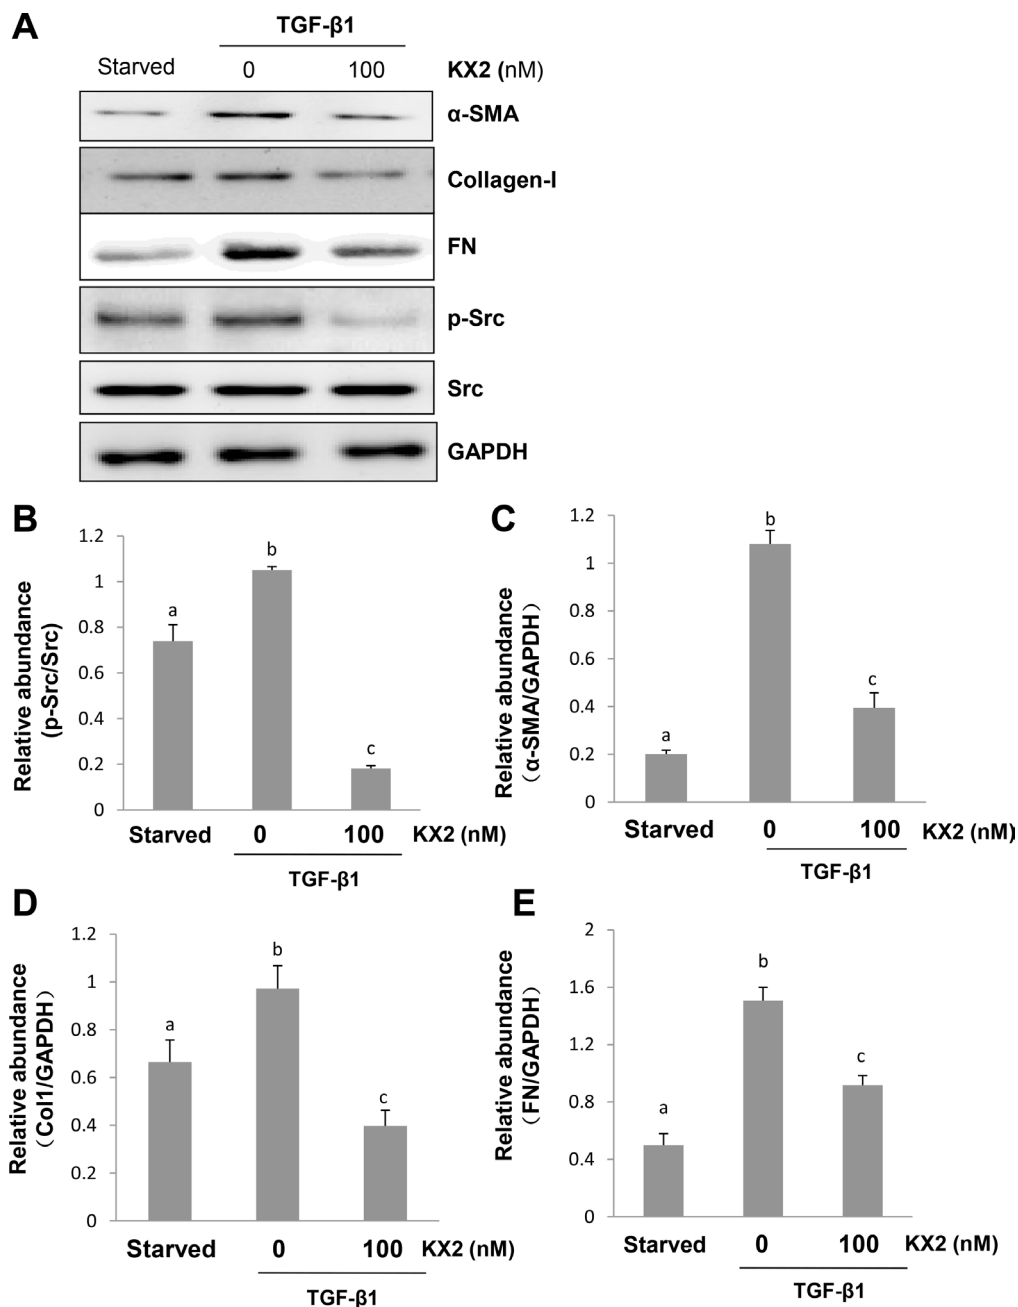 A
TGF-β1
Starved 0 100 KX2 (nM)
α-SMA
Collagen-I
FN
p-Src
Src
GAPDH
B
Relative abundance
(p-Src/Src)
1.2
1
0.8
0.6
0.4
0.2
0
a
b
c
Starved 0 100 KX2 (nM)
TGF-β1
C
Relative abundance
(α-SMA/GAPDH)
1.2
1
0.8
0.6
0.4
0.2
0
a
b
c
Starved 0 100 KX2 (nM)
TGF-β1
D
Relative abundance
(Col1/GAPDH)
1.2
1
0.8
0.6
0.4
0.2
0
a
b
c
Starved 0 100 KX2 (nM)
TGF-β1
E
Relative abundance
(FN/GAPDH)
2
1.6
1.2
0.8
0.4
0
a
b
c
Starved 0 100 KX2 (nM)
TGF-β1